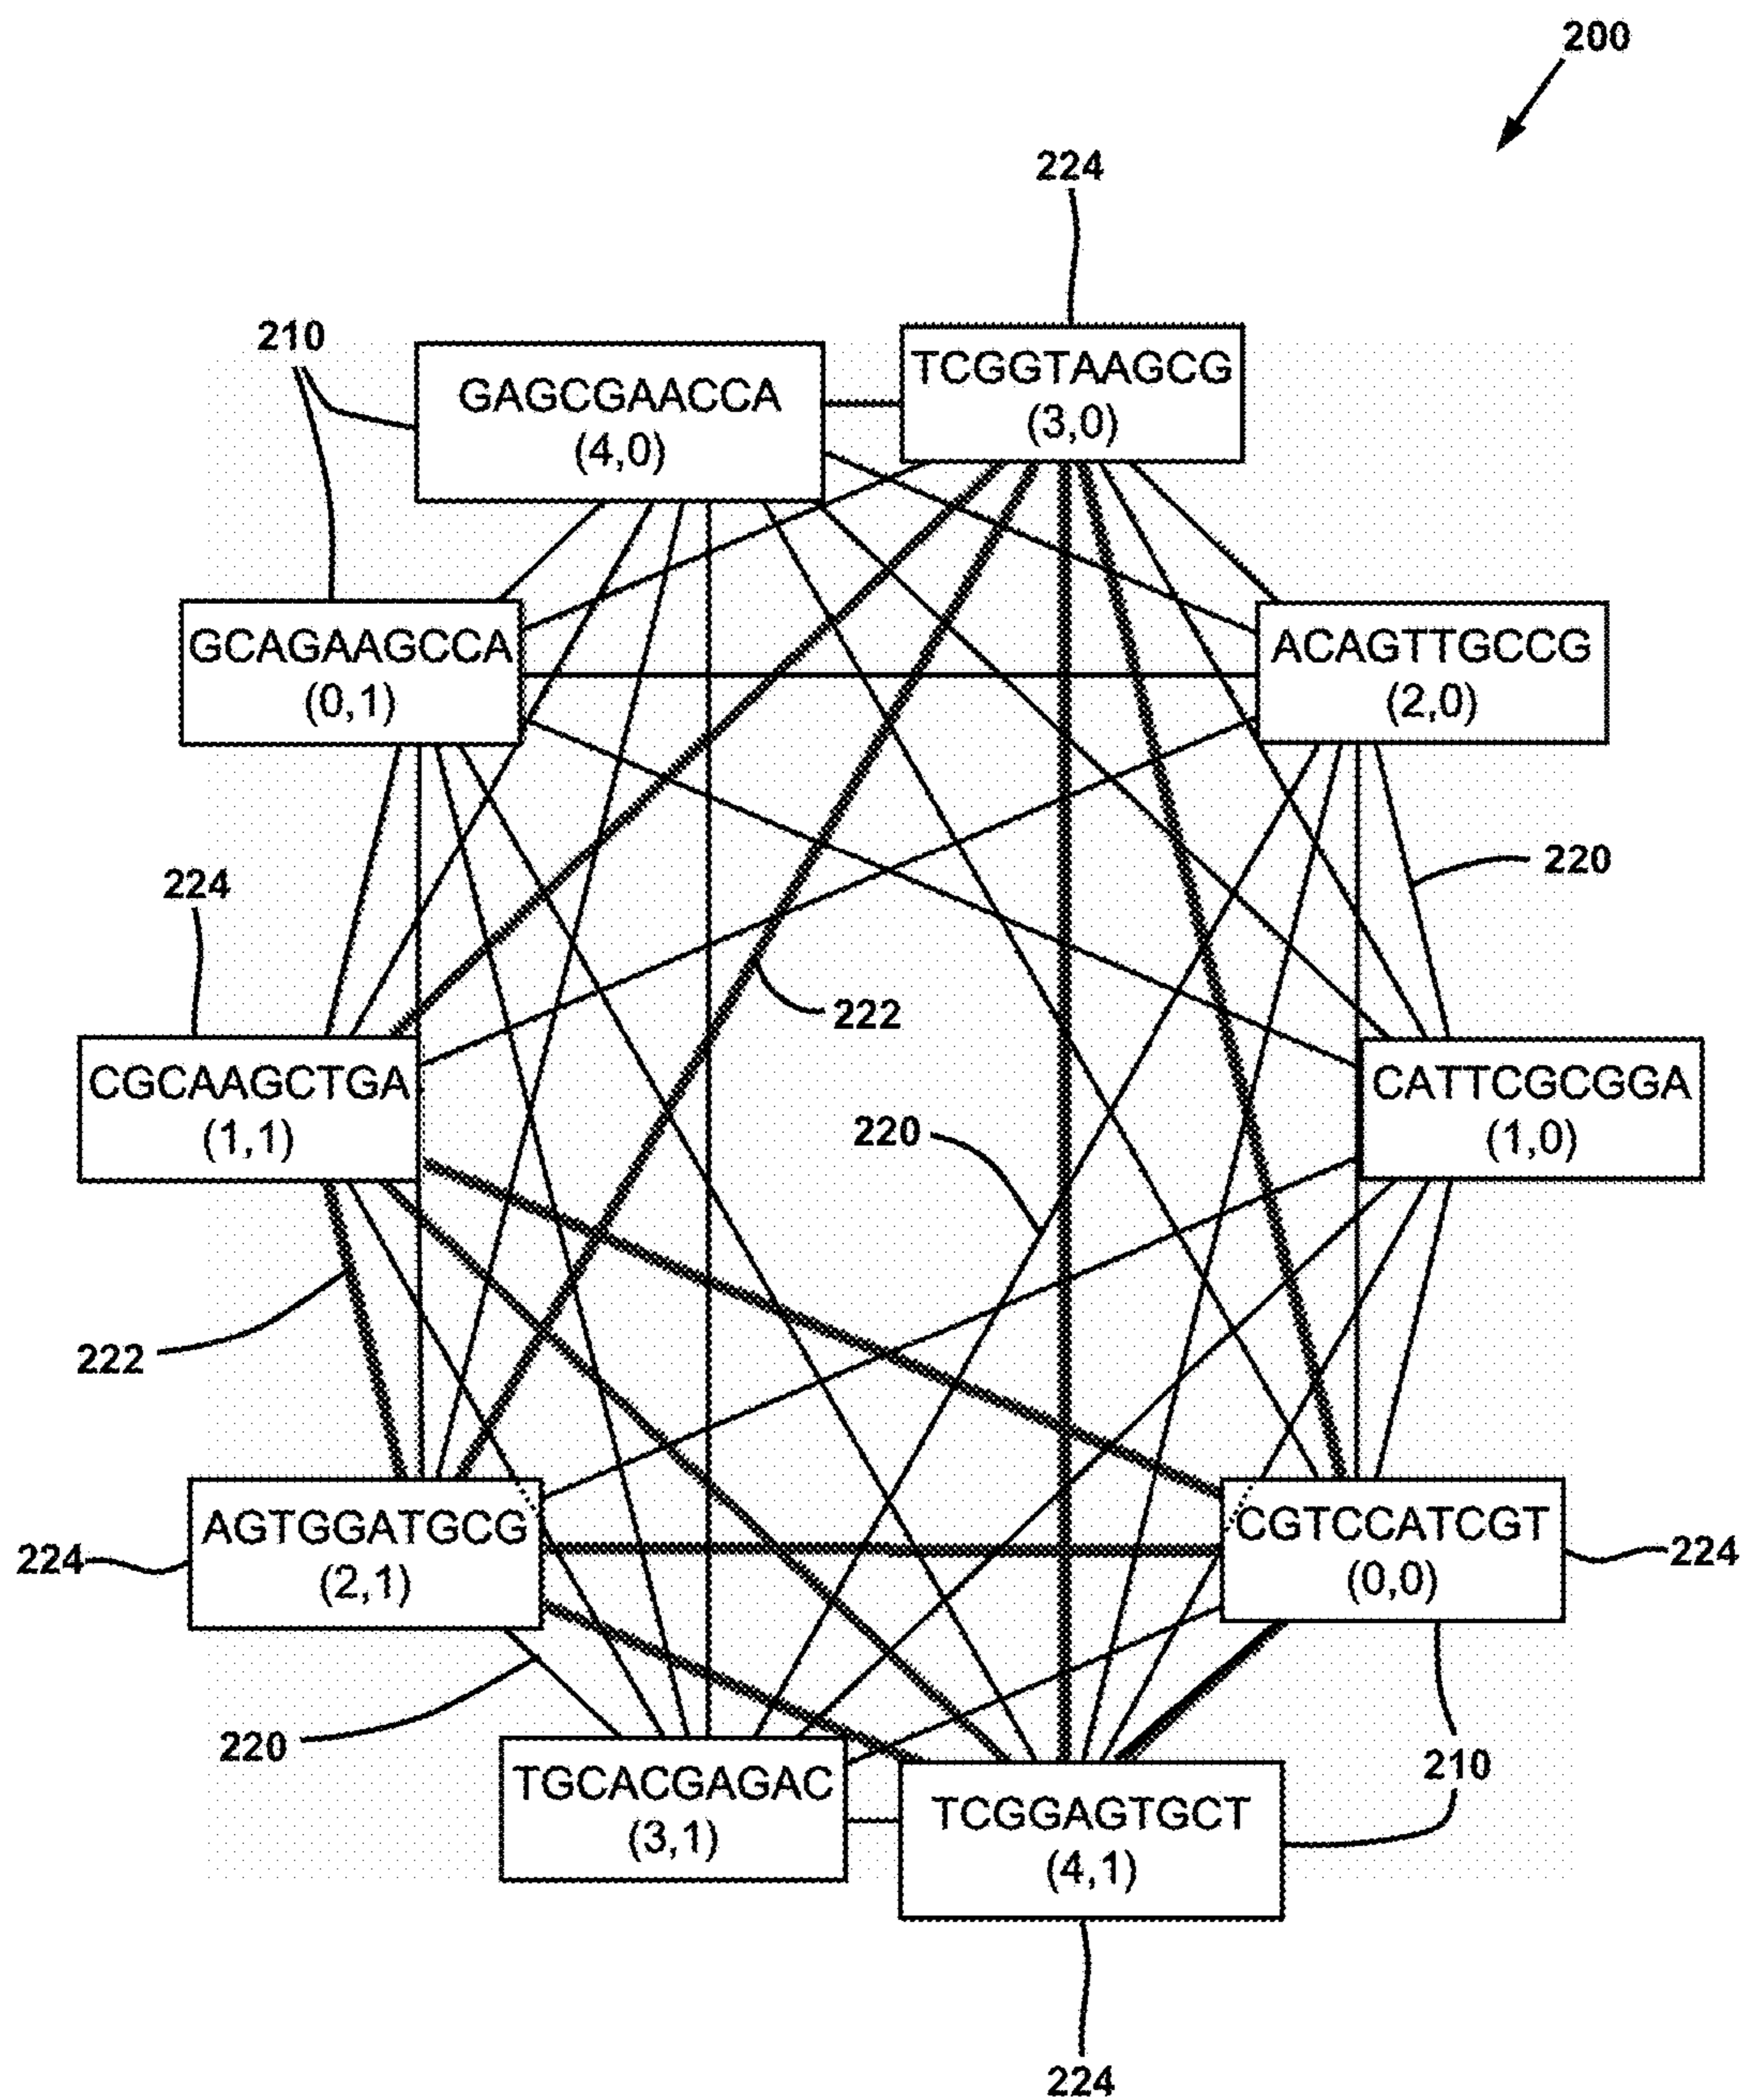 200
224
210
GAGCGAACCA
(4,0)
TCGGTAAGCG
(3,0)
GCAGAAGCCA
(0,1)
ACAGTTGCCG
(2,0)
220
224
222
CGCAAGCTGA
(1,1)
CATTCGCGGA
(1,0)
220
222
AGTGGATGCG
(2,1)
224
CGTCCATCGT
(0,0)
224
220
TGCACGAGAC
(3,1)
TCGGAGTGCT
(4,1)
210
224